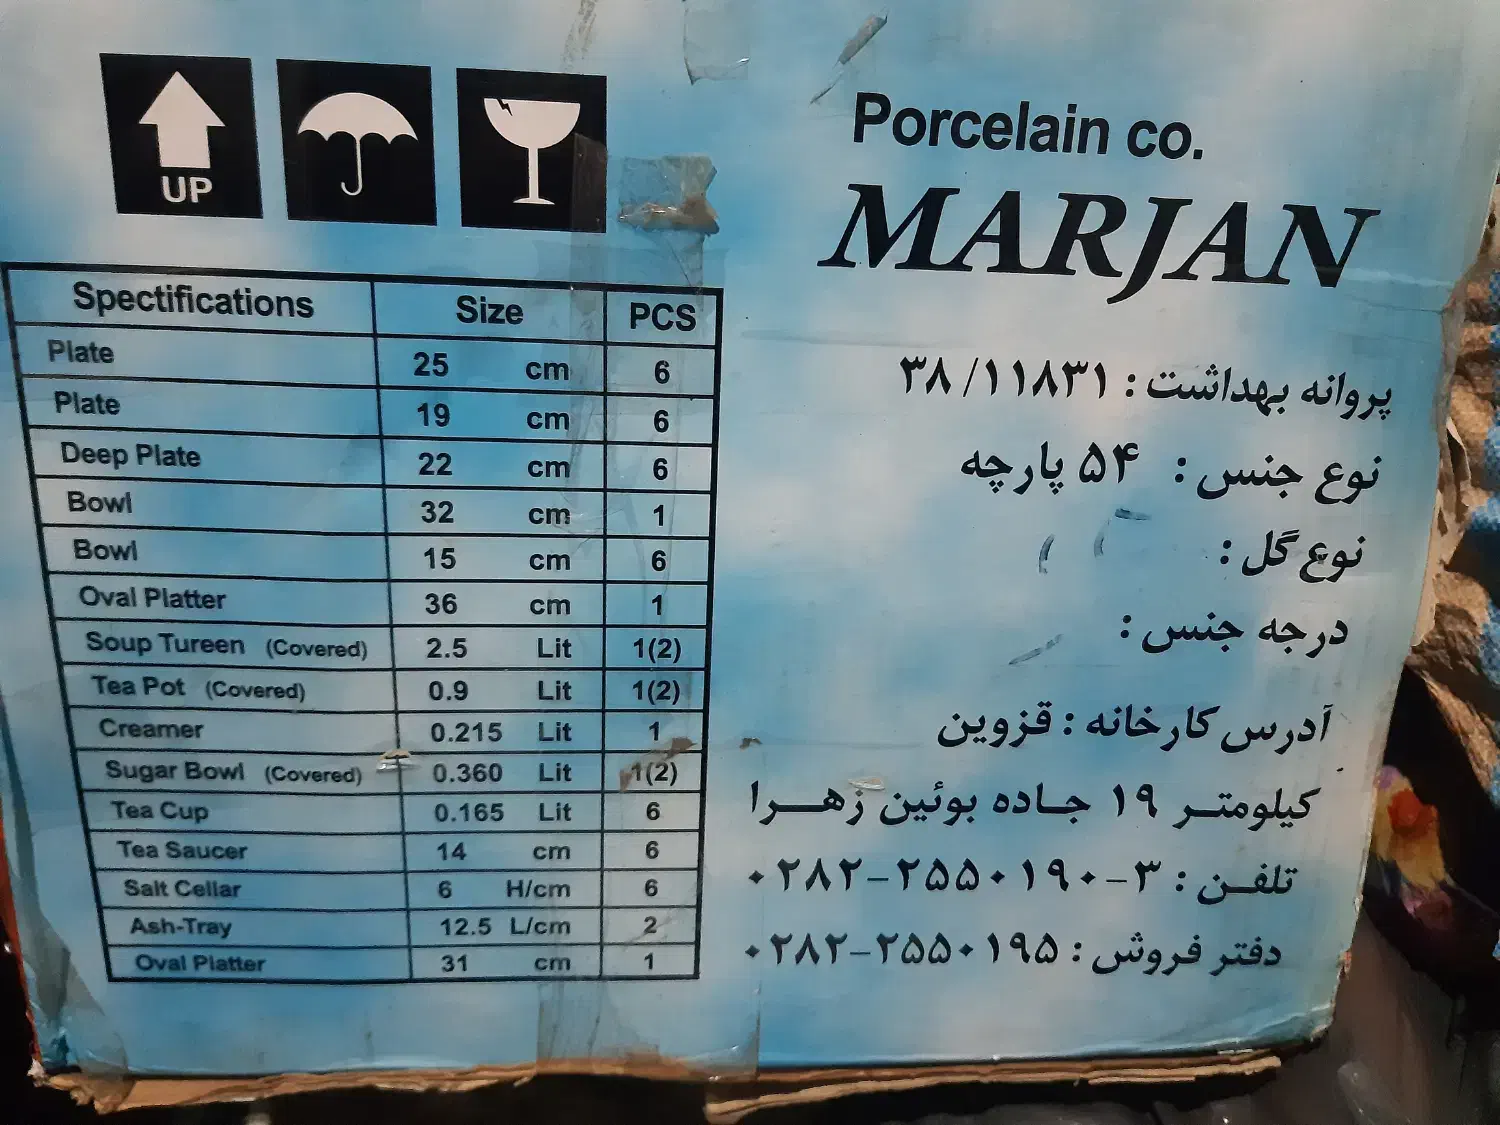 UP
Spectifications Size PCS
Plate 25 cm 6
Plate 19 cm 6
Deep Plate 22 cm 6
Bowl 32 cm 1
Bowl 15 cm 6
Oval Platter 36 cm 1
Soup Tureen (Covered) 2.5 Lit 1(2)
Tea Pot (Covered) 0.9 Lit 1(2)
Creamer 0.215 Lit 1
Sugar Bowl (Covered) 0.360 Lit 1(2)
Tea Cup 0.165 Lit 6
Tea Saucer 14 cm 6
Salt Cellar 6 H/cm 6
Ash-Tray 12.5 L/cm 2
Oval Platter 31 cm 1
Porcelain co.
MARJAN
پروانه بهداشت : ۳۸/۱۱۸۳۱
نوع جنس : ۵۴ پارچه
نوع گل :
درجه جنس :
آدرس کارخانه : قزوین
کیلومتر ۱۹ جاده بوئین زهرا
تلفن : ۳-۰۲۸۲-۲۵۵۰۱۹۰
دفتر فروش : ۰۲۸۲-۲۵۵۰۱۹۵